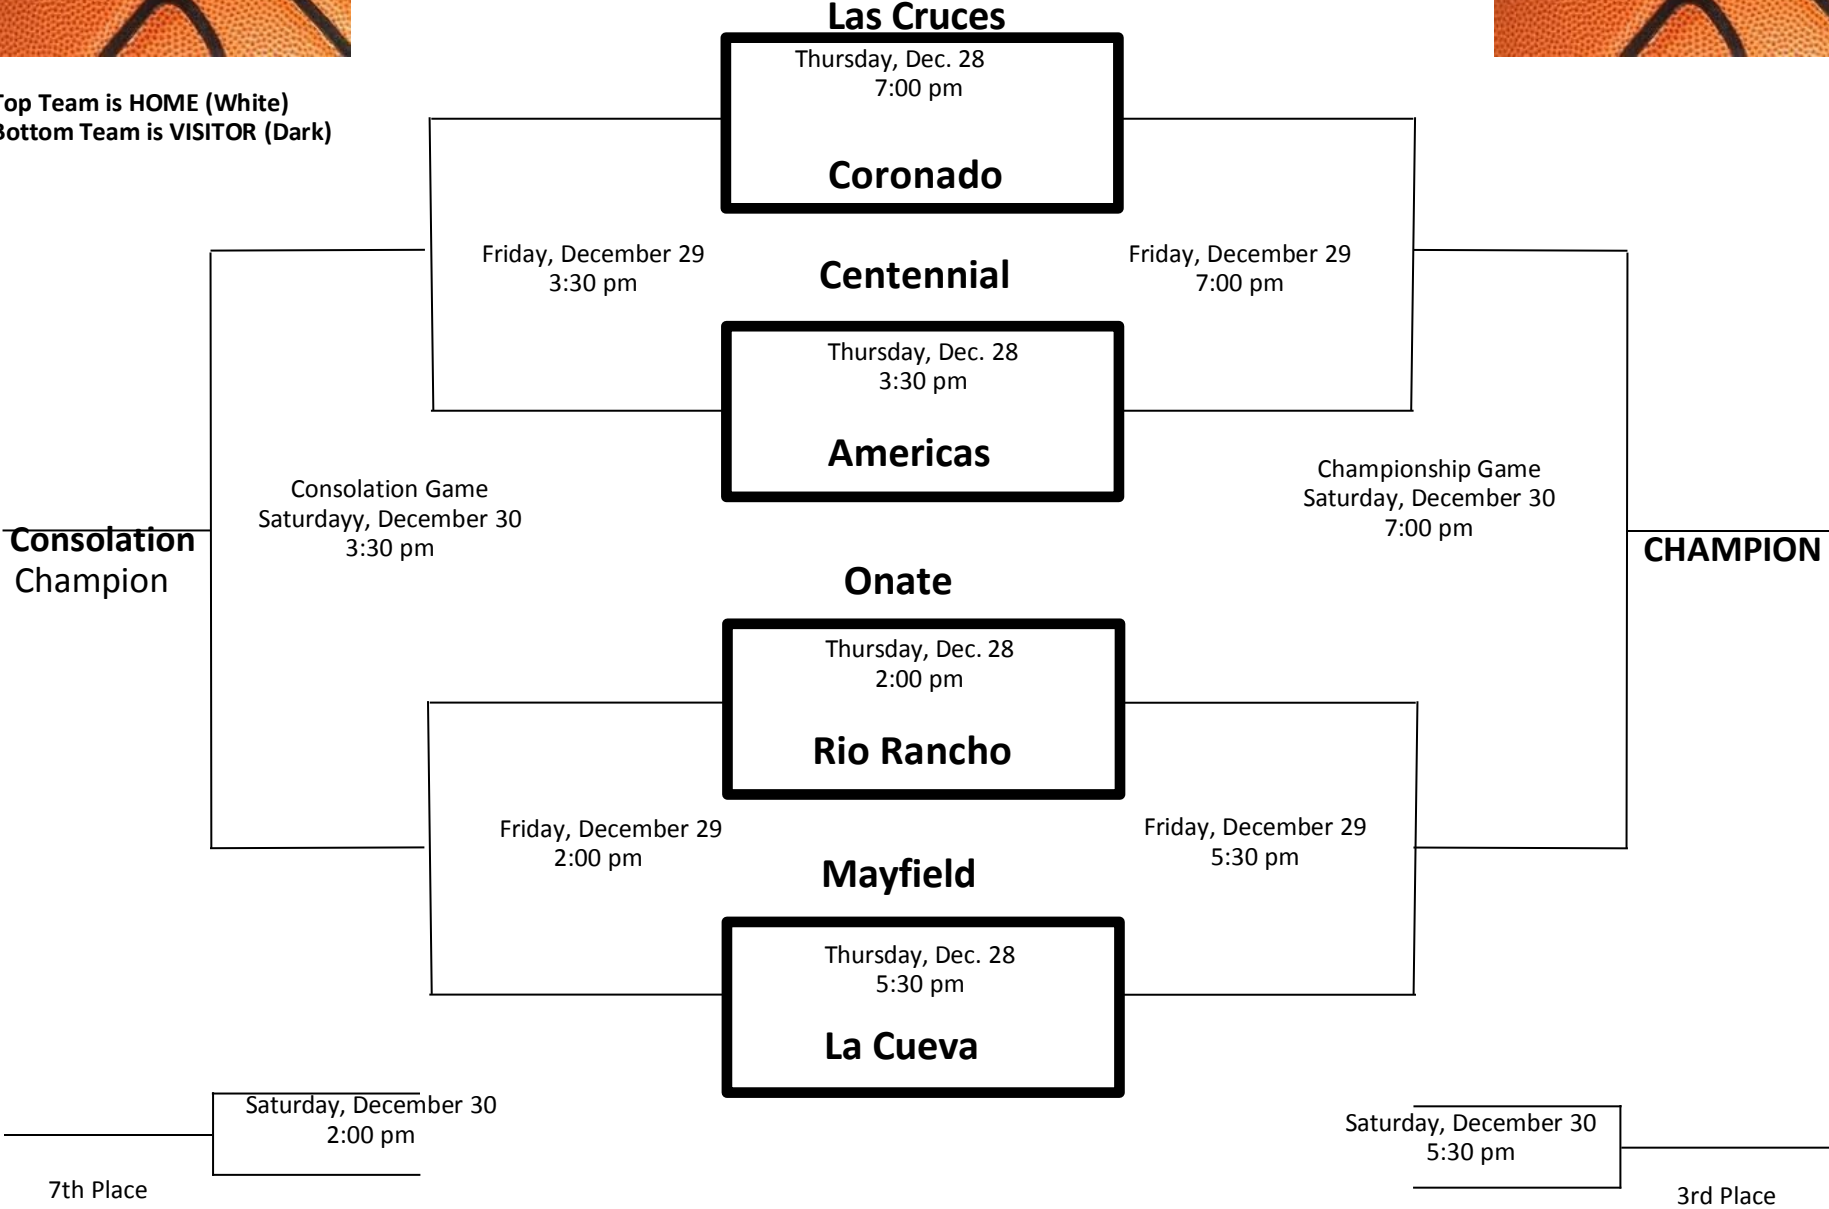 Las Cruces
Thursday, Dec. 28
7:00 pm
Top Team is HOME (White)
Bottom Team is VISITOR (Dark)
Coronado
Friday, December 29
3:30 pm
Centennial
Friday, December 29
7:00 pm
Thursday, Dec. 28
3:30 pm
Americas
Consolation Game
Saturdayy, December 30
3:30 pm
Championship Game
Saturday, December 30
7:00 pm
Consolation
Champion
CHAMPION
Onate
Thursday, Dec. 28
2:00 pm
Rio Rancho
Friday, December 29
2:00 pm
Mayfield
Friday, December 29
5:30 pm
Thursday, Dec. 28
5:30 pm
La Cueva
Saturday, December 30
2:00 pm
7th Place
Saturday, December 30
5:30 pm
3rd Place